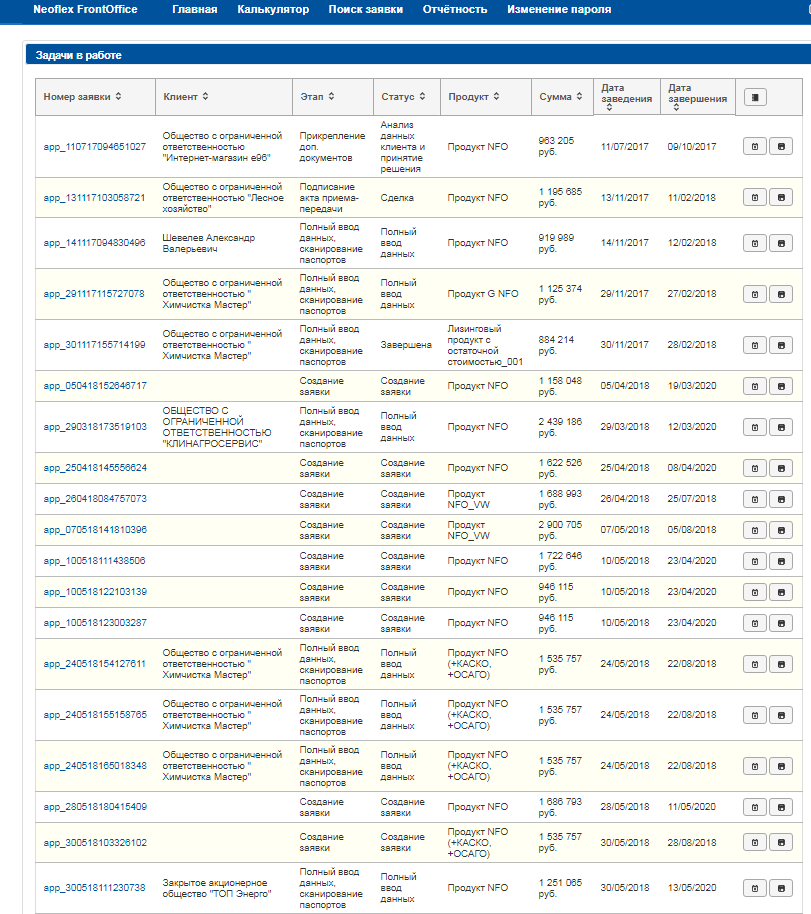 Neoflex FrontOffice Главная Калькулятор Поиск заявки Отчётность Изменение пароля
Задачи в работе
Номер заявки Клиент Этап Статус Продукт Сумма Дата заведения Дата завершения
app_110717094651027 Общество с ограниченной ответственностью "Интернет-магазин e96" Прикрепление доп. документов Анализ данных клиента и принятие решения Продукт NFO 963 205 руб. 11/07/2017 09/10/2017
app_131117103058721 Общество с ограниченной ответственностью "Лесное хозяйство" Подписание акта приема-передачи Сделка Продукт NFO 1 195 685 руб. 13/11/2017 11/02/2018
app_141117094830496 Шевелев Александр Валерьевич Полный ввод данных, сканирование паспортов Полный ввод данных Продукт NFO 919 989 руб. 14/11/2017 12/02/2018
app_291117115727078 Общество с ограниченной ответственностью " Химчистка Мастер" Полный ввод данных, сканирование паспортов Полный ввод данных Продукт G NFO 1 125 374 руб. 29/11/2017 27/02/2018
app_301117155714199 Общество с ограниченной ответственностью " Химчистка Мастер" Полный ввод данных, сканирование паспортов Завершена Лизинговый продукт с остаточной стоимостью_001 884 214 руб. 30/11/2017 28/02/2018
app_050418152646717 Создание заявки Создание заявки Продукт NFO 1 158 048 руб. 05/04/2018 19/03/2020
app_290318173519103 ОБЩЕСТВО С ОГРАНИЧЕННОЙ ОТВЕТСТВЕННОСТЬЮ "КЛИНАГРОСЕРВИС" Полный ввод данных, сканирование паспортов Полный ввод данных Продукт NFO 2 439 186 руб. 29/03/2018 12/03/2020
app_250418145556624 Создание заявки Создание заявки Продукт NFO 1 622 526 руб. 25/04/2018 08/04/2020
app_260418084757073 Создание заявки Создание заявки Продукт NFO_VW 1 688 993 руб. 26/04/2018 25/07/2018
app_070518141810396 Создание заявки Создание заявки Продукт NFO_VW 2 900 705 руб. 07/05/2018 05/08/2018
app_100518111438506 Создание заявки Создание заявки Продукт NFO 1 722 646 руб. 10/05/2018 23/04/2020
app_100518122103139 Создание заявки Создание заявки Продукт NFO 946 115 руб. 10/05/2018 23/04/2020
app_100518123003287 Создание заявки Создание заявки Продукт NFO 946 115 руб. 10/05/2018 23/04/2020
app_240518154127611 Общество с ограниченной ответственностью " Химчистка Мастер" Полный ввод данных, сканирование паспортов Полный ввод данных Продукт NFO (+КАСКО, +ОСАГО) 1 535 757 руб. 24/05/2018 22/08/2018
app_240518155158765 Общество с ограниченной ответственностью " Химчистка Мастер" Полный ввод данных, сканирование паспортов Полный ввод данных Продукт NFO (+КАСКО, +ОСАГО) 1 535 757 руб. 24/05/2018 22/08/2018
app_240518165018348 Общество с ограниченной ответственностью " Химчистка Мастер" Полный ввод данных, сканирование паспортов Полный ввод данных Продукт NFO (+КАСКО, +ОСАГО) 1 535 757 руб. 24/05/2018 22/08/2018
app_280518180415409 Создание заявки Создание заявки Продукт NFO 1 686 793 руб. 28/05/2018 11/05/2020
app_300518103326102 Создание заявки Создание заявки Продукт NFO (+КАСКО, +ОСАГО) 1 535 757 руб. 30/05/2018 28/08/2018
app_300518111230738 Закрытое акционерное общество "ТОП Энерго" Полный ввод данных, сканирование паспортов Полный ввод данных Продукт NFO 1 251 065 руб. 30/05/2018 13/05/2020